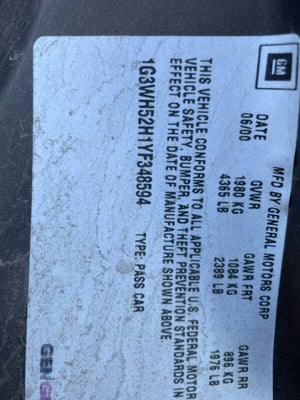 GM
MFD BY GENERAL MOTORS CORP
DATE GVWR GAWR FRT GAWR RR
06/00 1980 KG 1084 KG 896 KG
4365 LB 2389 LB 1976 LB
THIS VEHICLE CONFORMS TO ALL APPLICABLE U.S. FEDERAL MOTOR
VEHICLE SAFETY, BUMPER, AND THEFT PREVENTION STANDARDS IN
EFFECT ON THE DATE OF MANUFACTURE SHOWN ABOVE.
1G3WH52H1YF348594 TYPE: PASS CAR